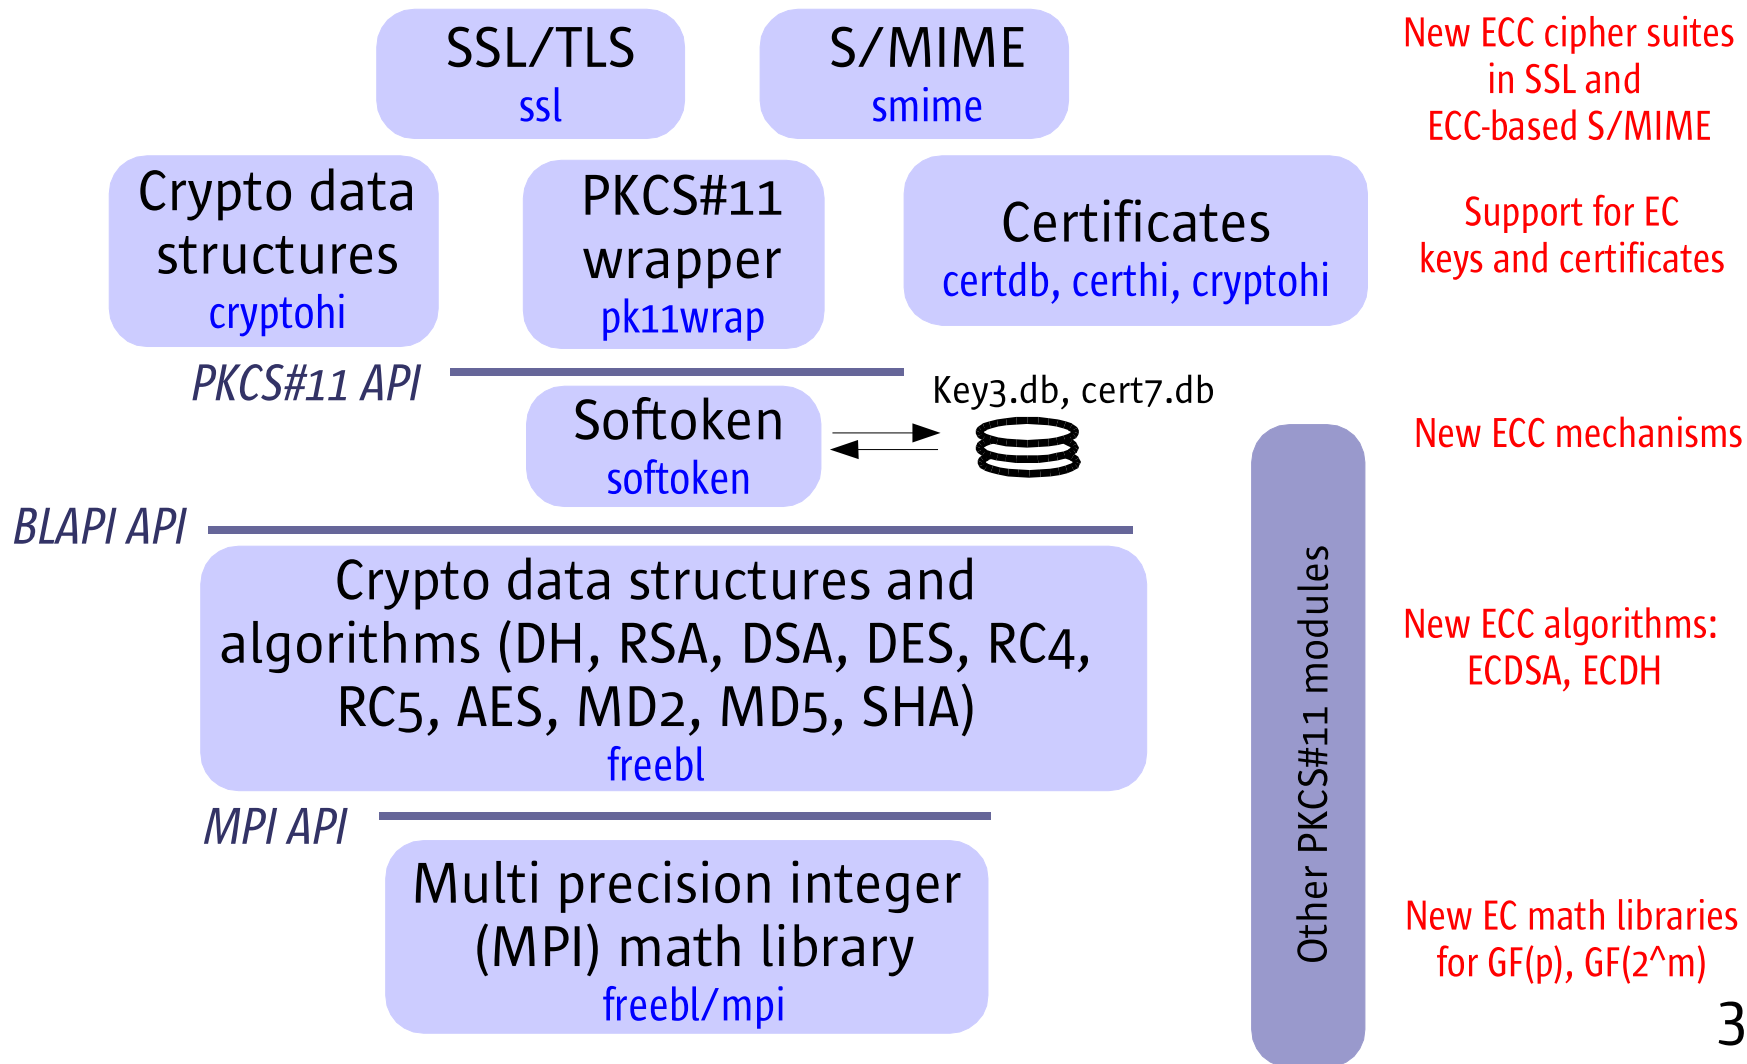 SSL/TLS
ssl
S/MIME
smime
New ECC cipher suites
in SSL and
ECC-based S/MIME
Crypto data
structures
cryptohi
PKCS#11
wrapper
pk11wrap
Certificates
certdb, certhi, cryptohi
Support for EC
keys and certificates
PKCS#11 API
Key3.db, cert7.db
Softoken
softoken
New ECC mechanisms
BLAPI API
Crypto data structures and
algorithms (DH, RSA, DSA, DES, RC4,
RC5, AES, MD2, MD5, SHA)
freebl
Other PKCS#11 modules
New ECC algorithms:
ECDSA, ECDH
MPI API
Multi precision integer
(MPI) math library
freebl/mpi
New EC math libraries
for GF(p), GF(2^m)
3